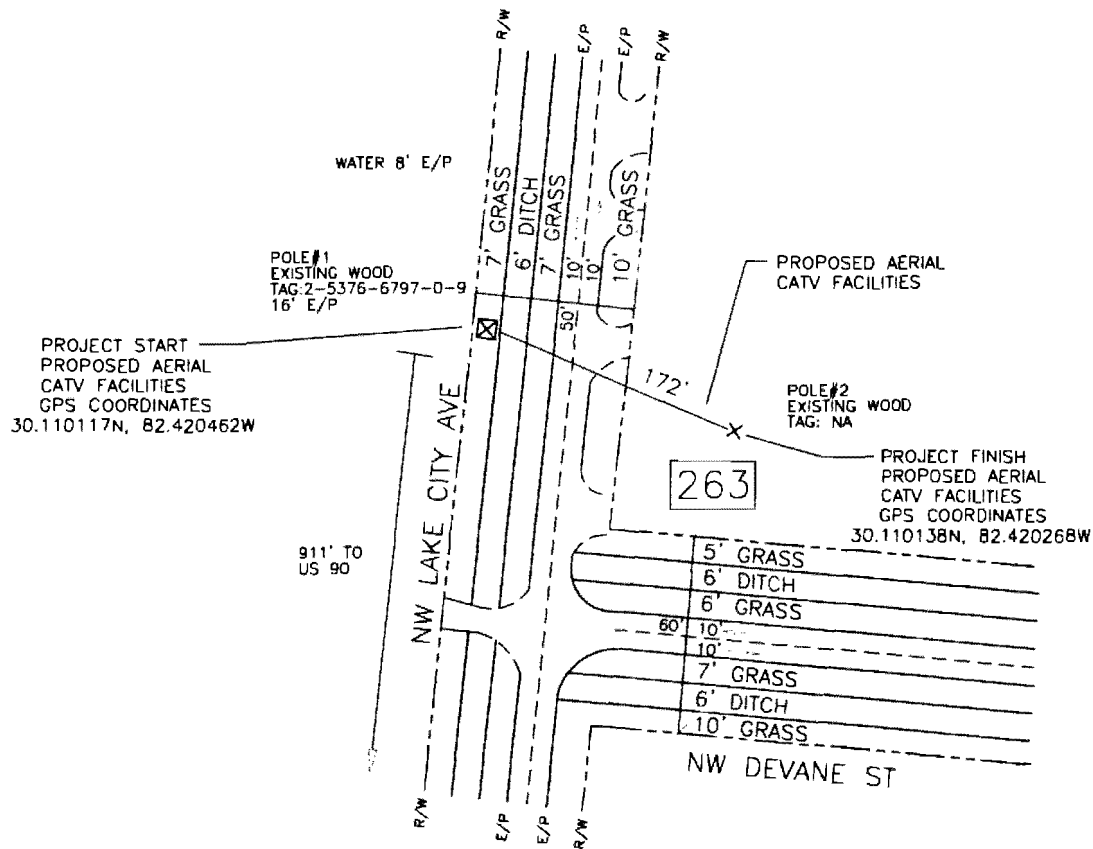 R/W
E/P
E/P
R/W
WATER 8' E/P
7' GRASS
6' DITCH
7' GRASS
10'
10'
10' GRASS
50'
POLE#1
EXISTING WOOD
TAG:2-5376-6797-0-9
16' E/P
PROPOSED AERIAL
CATV FACILITIES
PROJECT START
PROPOSED AERIAL
CATV FACILITIES
GPS COORDINATES
30.110117N, 82.420462W
172'
POLE#2
EXISTING WOOD
TAG: NA
PROJECT FINISH
PROPOSED AERIAL
CATV FACILITIES
GPS COORDINATES
30.110138N, 82.420268W
263
NW LAKE CITY AVE
911' TO
US 90
5' GRASS
6' DITCH
6' GRASS
60'
10'
10'
7' GRASS
6' DITCH
10' GRASS
NW DEVANE ST
R/W
E/P
E/P
R/W